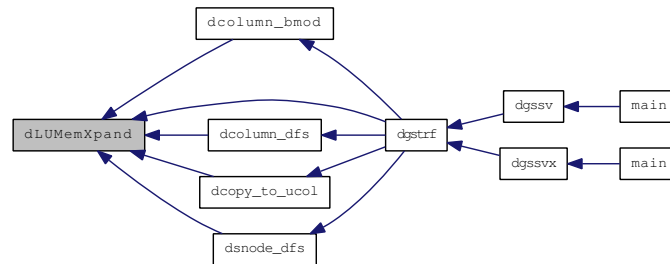 dcolumn_bmod
dgssv
main
dLUMemXpand
dcolumn_dfs
dgstrf
dgssvx
main
dcopy_to_ucol
dsnode_dfs